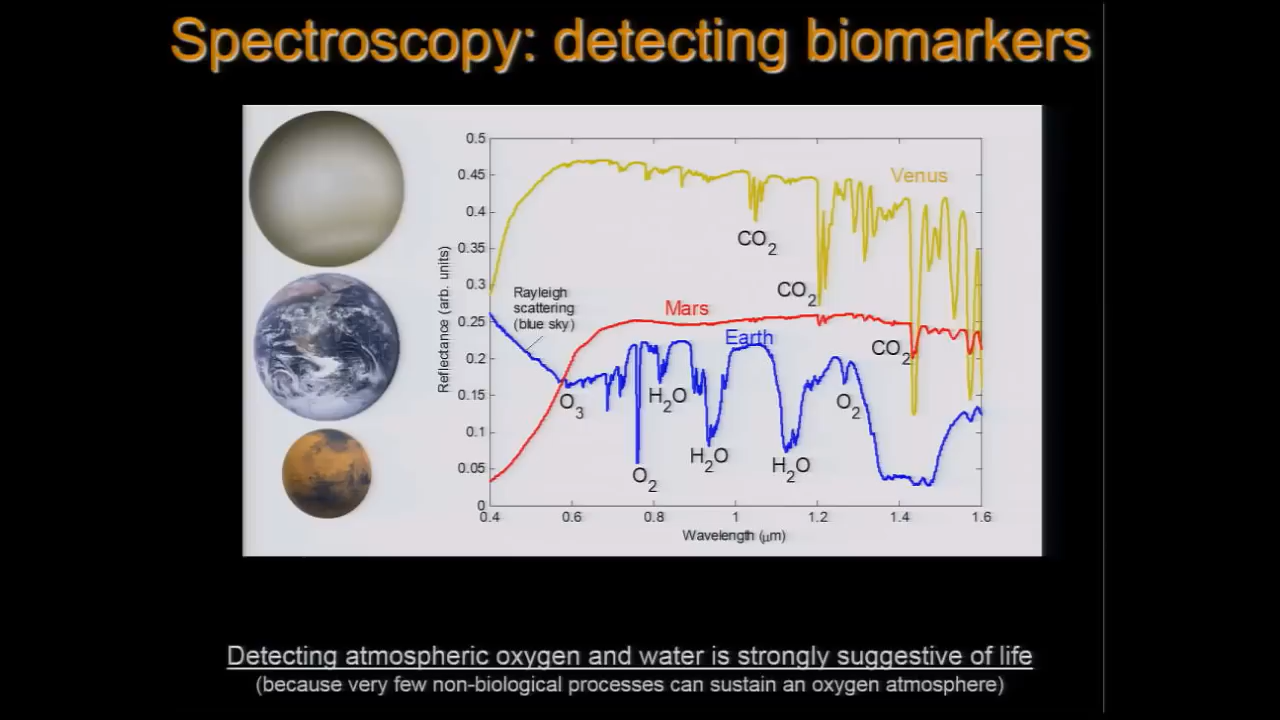 Spectroscopy: detecting biomarkers
0.5
0.45
0.4
0.35
0.3
0.25
0.2
0.15
0.1
0.05
0
Reflectance (arb. units)
Venus
CO2
CO2
Rayleigh
scattering
(blue sky)
Mars
Earth
CO2
O3
H2O
O2
H2O
H2O
O2
0.4 0.6 0.8 1 1.2 1.4 1.6
Wavelength (μm)
Detecting atmospheric oxygen and water is strongly suggestive of life
(because very few non-biological processes can sustain an oxygen atmosphere)